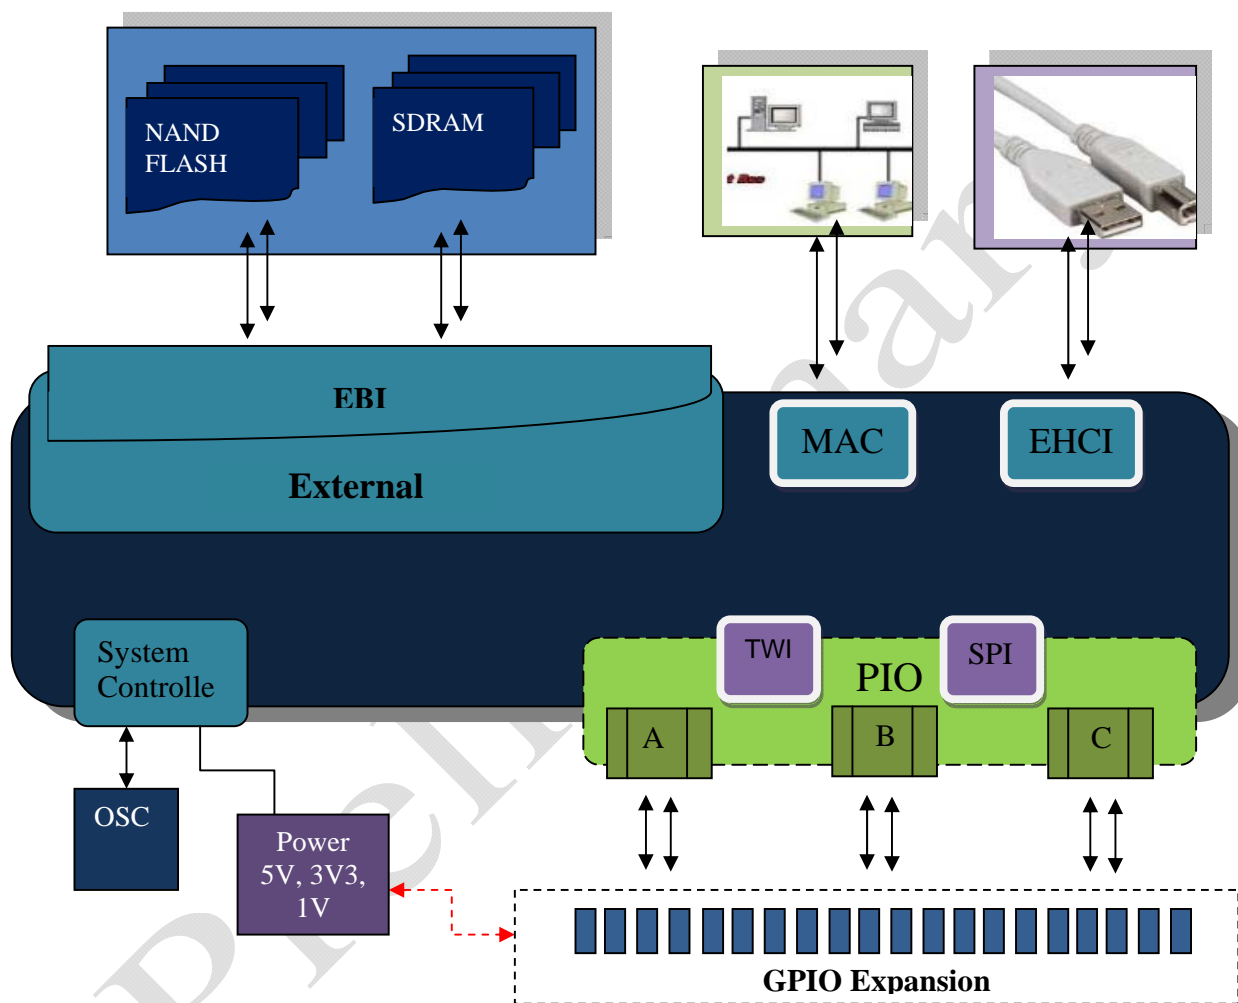 NAND
FLASH
SDRAM
EBI
External
MAC
EHCI
System
Controlle
TWI
SPI
PIO
A
B
C
OSC
Power
5V, 3V3,
1V
GPIO Expansion